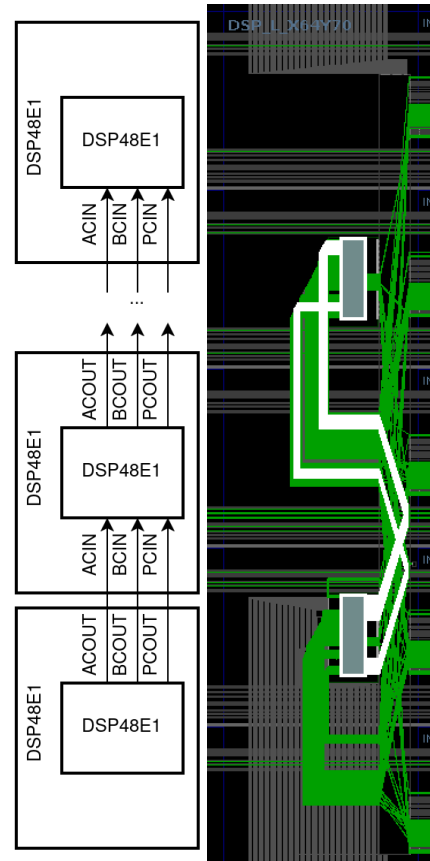 DSP48E1
DSP48E1
ACIN
BCIN
PCIN
...
ACOUT
BCOUT
PCOUT
DSP48E1
DSP48E1
ACIN
BCIN
PCIN
ACOUT
BCOUT
PCOUT
DSP48E1
DSP48E1
DSP_L_X64Y70